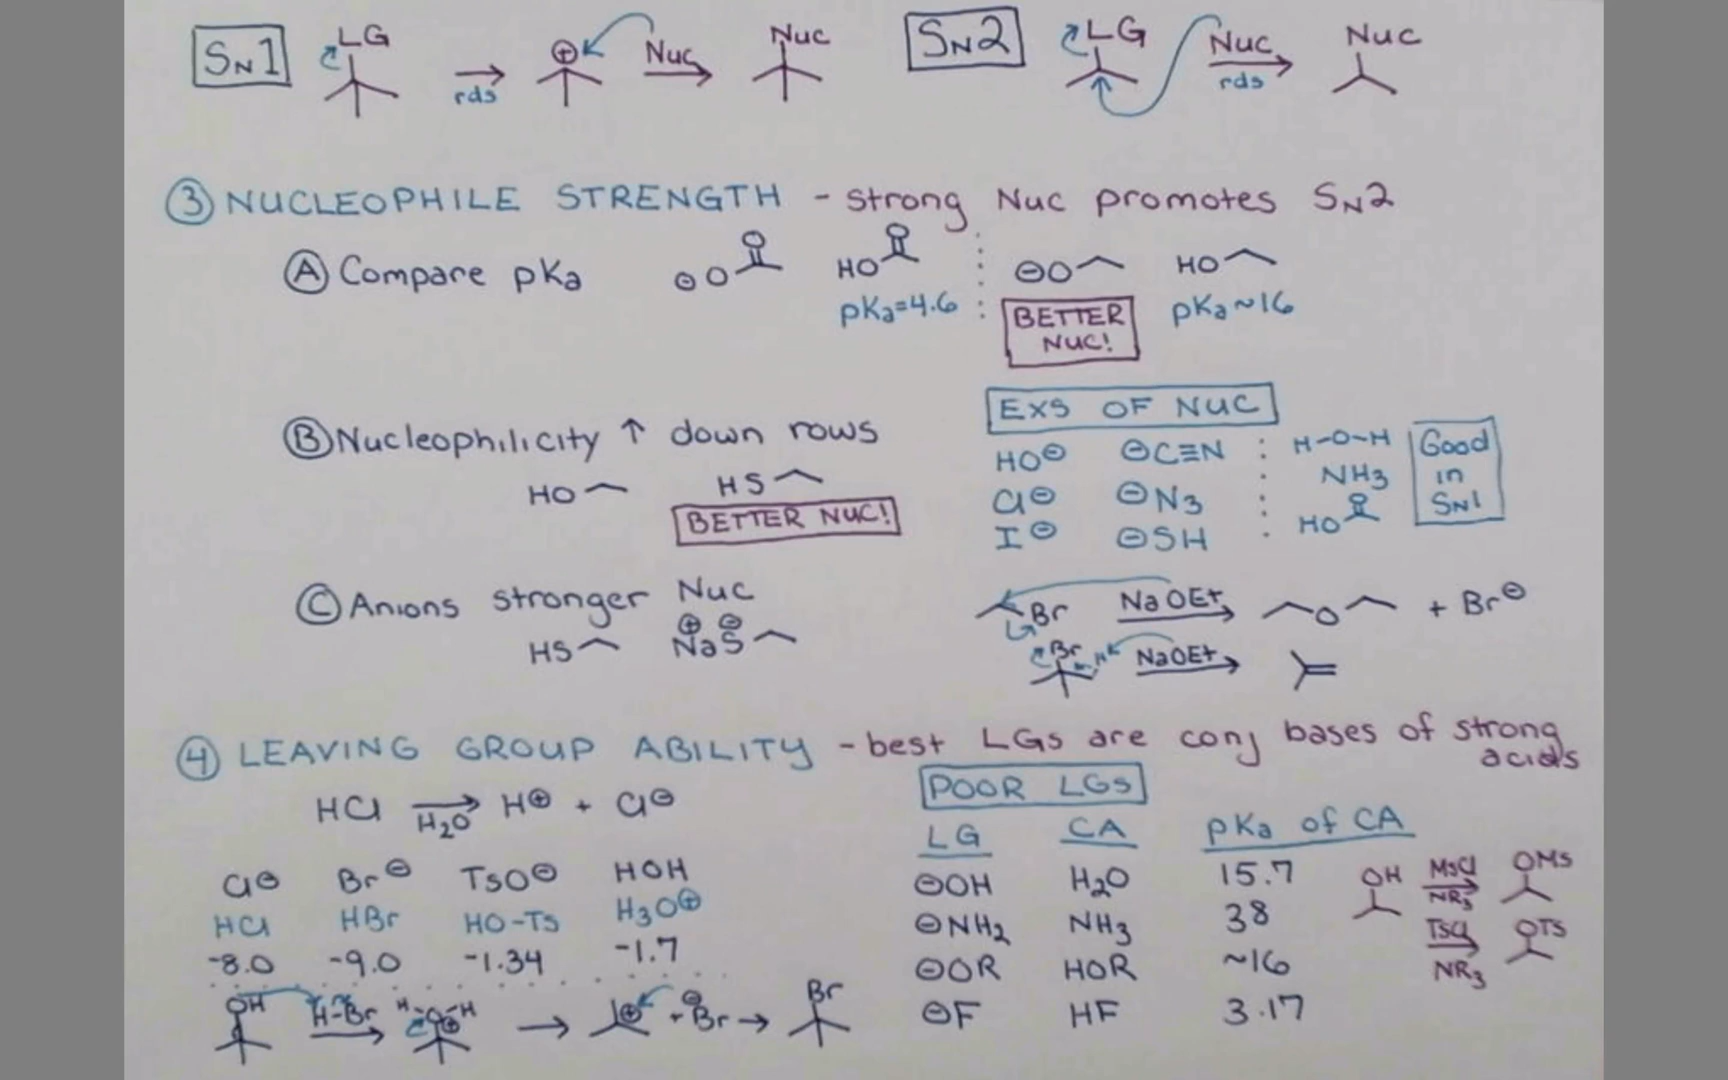 SN1 LG rds ⊕ Nuc Nuc SN2 LG Nuc rds Nuc
③ NUCLEOPHILE STRENGTH - strong Nuc promotes SN2
Ⓐ Compare pKa ⊖O O HO O ⊖O HO
pKa=4.6 BETTER NUC! pKa~16
EXS OF NUC
Ⓑ Nucleophilicity ↑ down rows
HO HS
BETTER NUC!
HO⊖ ⊖C≡N H-O-H Good
Cl⊖ ⊖N3 NH3 in
I⊖ ⊖SH HO O SN1
Ⓒ Anions stronger Nuc
HS Na⊕ S⊖
Br NaOEt O + Br⊖
Br H NaOEt
④ LEAVING GROUP ABILITY - best LGs are conj bases of strong acids
HCl H2O H⊕ + Cl⊖
Cl⊖ Br⊖ TsO⊖ HOH
HCl HBr HO-Ts H3O⊕
-8.0 -9.0 -1.34 -1.7
OH H-Br H-O-H ⊕ ⊕ + Br⊖ Br
POOR LGs
LG CA pKa of CA
⊖OH H2O 15.7
⊖NH2 NH3 38
⊖OR HOR ~16
⊖F HF 3.17
OH MsCl NR3 OMs
TsCl NR3 OTs